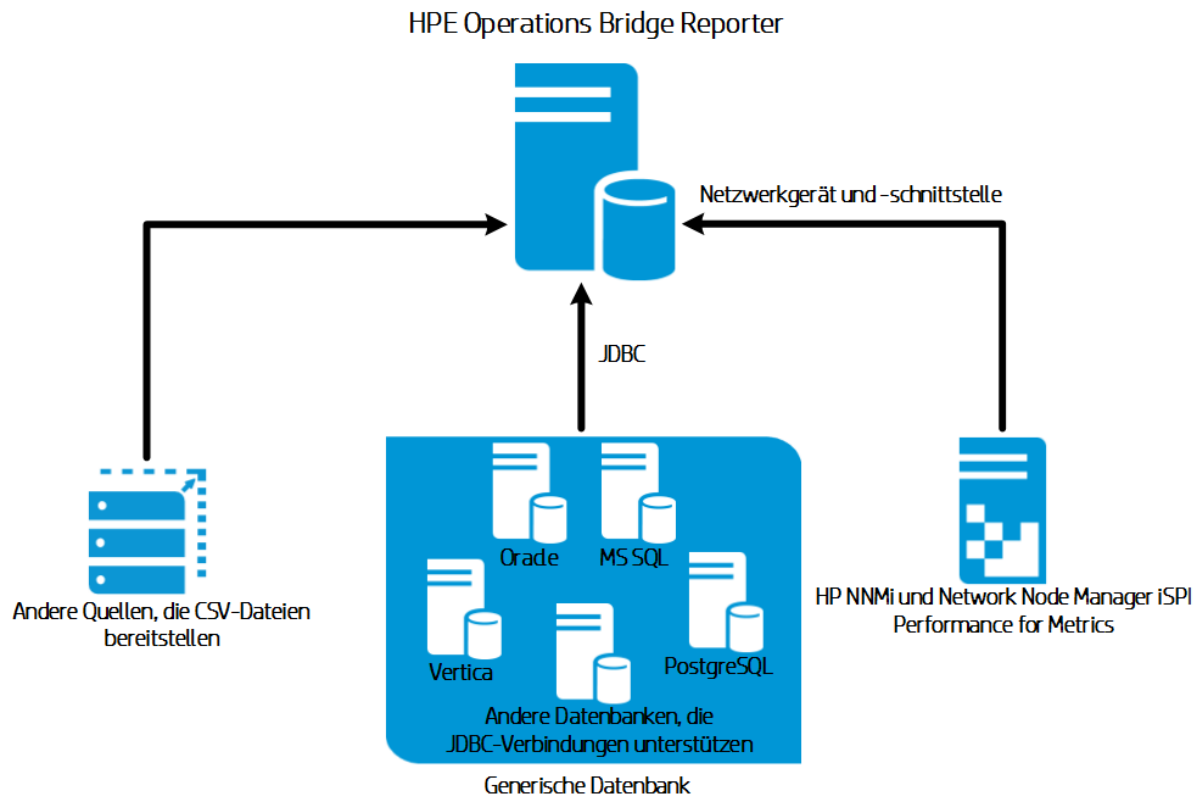 HPE Operations Bridge Reporter
Netzwerkgerät und -schnittstelle
JDBC
Oracle
MS SQL
Vertica
PostgreSQL
Andere Datenbanken, die
JDBC-Verbindungen unterstützen
Generische Datenbank
Andere Quellen, die CSV-Dateien
bereitstellen
HP NNMi und Network Node Manager iSPI
Performance for Metrics